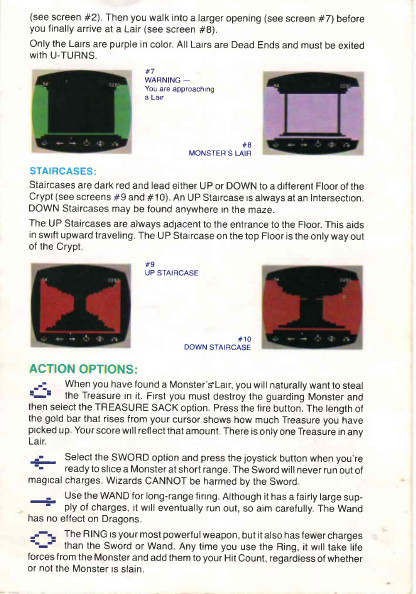 (see screen #2). Then you walk into a larger opening (see screen #7) before
you finally arrive at a Lair (see screen #8).
Only the Lairs are purple in color. All Lairs are Dead Ends and must be exited
with U-TURNS.
#7
WARNING —
You are approaching
a Lair
#8
MONSTER'S LAIR
STAIRCASES:
Staircases are dark red and lead either UP or DOWN to a different Floor of the
Crypt (see screens #9 and #10). An UP Staircase is always at an Intersection.
DOWN Staircases may be found anywhere in the maze.
The UP Staircases are always adjacent to the entrance to the Floor. This aids
in swift upward traveling. The UP Staircase on the top Floor is the only way out
of the Crypt.
#9
UP STAIRCASE
#10
DOWN STAIRCASE
ACTION OPTIONS:
When you have found a Monster's Lair, you will naturally want to steal
the Treasure in it. First you must destroy the guarding Monster and
then select the TREASURE SACK option. Press the fire button. The length of
the gold bar that rises from your cursor shows how much Treasure you have
picked up. Your score will reflect that amount. There is only one Treasure in any
Lair.
Select the SWORD option and press the joystick button when you're
ready to slice a Monster at short range. The Sword will never run out of
magical charges. Wizards CANNOT be harmed by the Sword.
Use the WAND for long-range firing. Although it has a fairly large sup-
ply of charges, it will eventually run out, so aim carefully. The Wand
has no effect on Dragons.
The RING is your most powerful weapon, but it also has fewer charges
than the Sword or Wand. Any time you use the Ring, it will take life
forces from the Monster and add them to your Hit Count, regardless of whether
or not the Monster is slain.